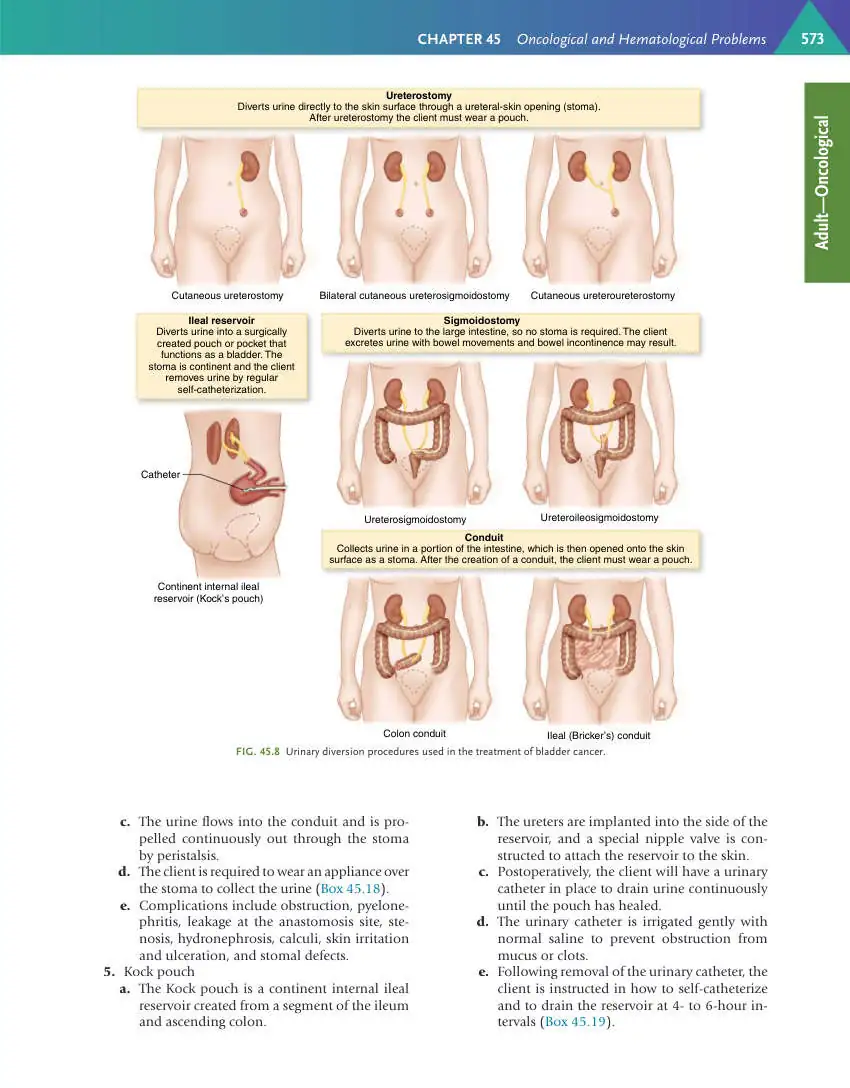 CHAPTER 45 Oncological and Hematological Problems 573
Adult—Oncological
Ureterostomy
Diverts urine directly to the skin surface through a ureteral-skin opening (stoma).
After ureterostomy the client must wear a pouch.
Cutaneous ureterostomy
Bilateral cutaneous ureterosigmoidostomy
Cutaneous ureteroureterostomy
Ileal reservoir
Diverts urine into a surgically
created pouch or pocket that
functions as a bladder. The
stoma is continent and the client
removes urine by regular
self-catheterization.
Catheter
Continent internal ileal
reservoir (Kock's pouch)
Sigmoidostomy
Diverts urine to the large intestine, so no stoma is required. The client
excretes urine with bowel movements and bowel incontinence may result.
Ureterosigmoidostomy
Ureteroileosigmoidostomy
Conduit
Collects urine in a portion of the intestine, which is then opened onto the skin
surface as a stoma. After the creation of a conduit, the client must wear a pouch.
Colon conduit
Ileal (Bricker's) conduit
FIG. 45.8 Urinary diversion procedures used in the treatment of bladder cancer.
c. The urine flows into the conduit and is pro-
pelled continuously out through the stoma
by peristalsis.
d. The client is required to wear an appliance over
the stoma to collect the urine (Box 45.18).
e. Complications include obstruction, pyelone-
phritis, leakage at the anastomosis site, ste-
nosis, hydronephrosis, calculi, skin irritation
and ulceration, and stomal defects.
5. Kock pouch
a. The Kock pouch is a continent internal ileal
reservoir created from a segment of the ileum
and ascending colon.
b. The ureters are implanted into the side of the
reservoir, and a special nipple valve is con-
structed to attach the reservoir to the skin.
c. Postoperatively, the client will have a urinary
catheter in place to drain urine continuously
until the pouch has healed.
d. The urinary catheter is irrigated gently with
normal saline to prevent obstruction from
mucus or clots.
e. Following removal of the urinary catheter, the
client is instructed in how to self-catheterize
and to drain the reservoir at 4- to 6-hour in-
tervals (Box 45.19).